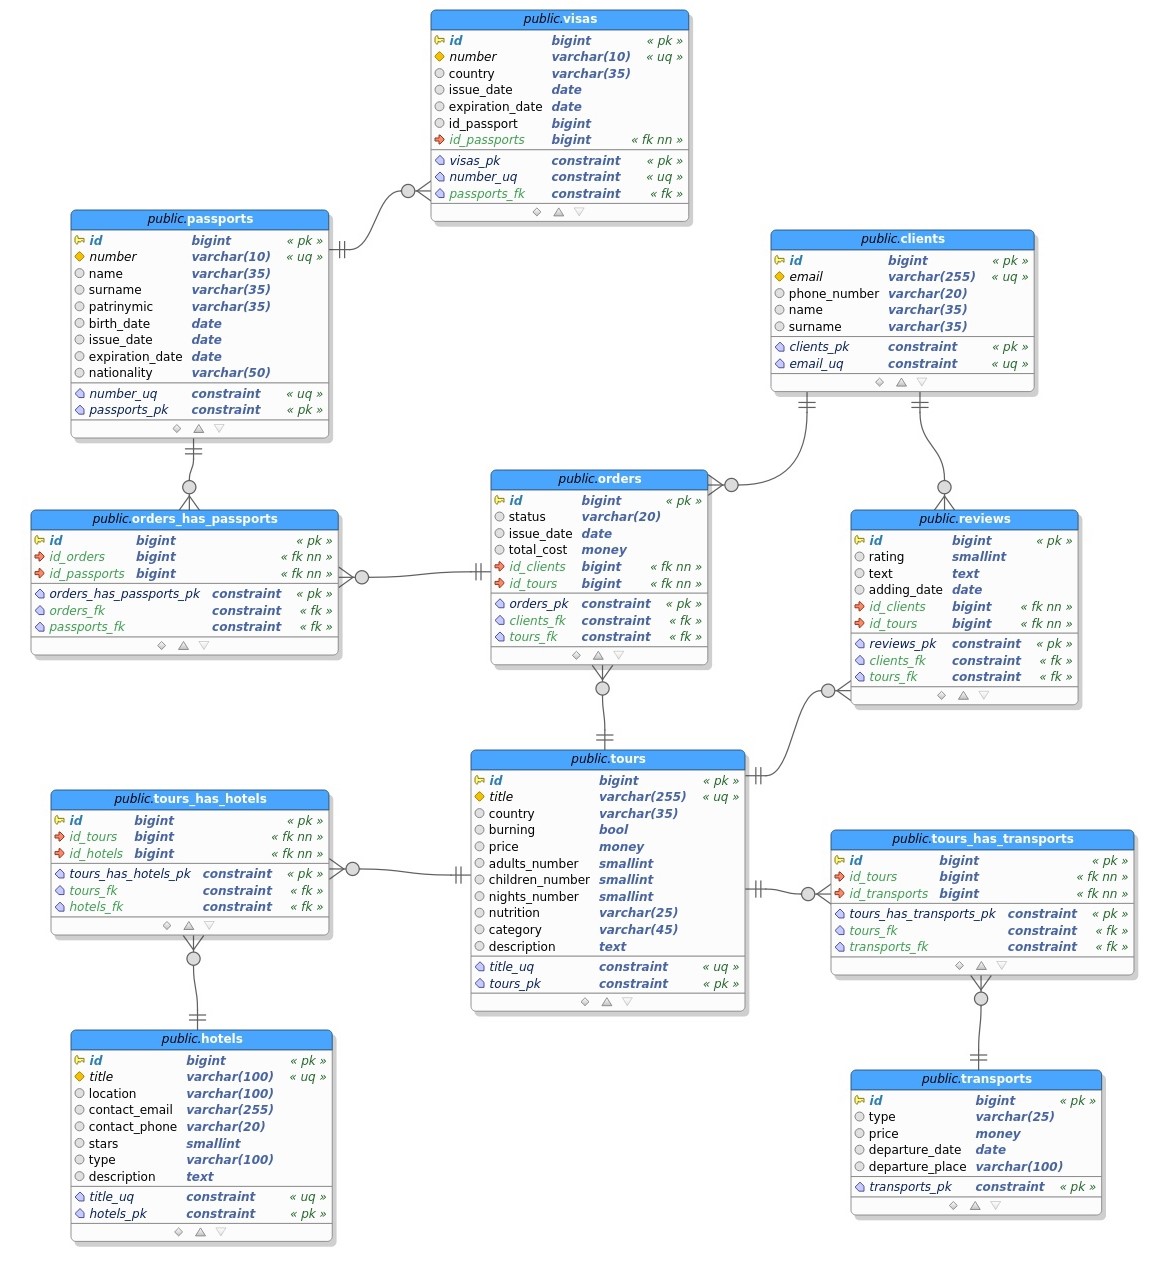 public.visas
id bigint « pk »
number varchar(10) « uq »
country varchar(35)
issue_date date
expiration_date date
id_passport bigint
id_passports bigint « fk nn »
visas_pk constraint « pk »
number_uq constraint « uq »
passports_fk constraint « fk »
public.passports
id bigint « pk »
number varchar(10) « uq »
name varchar(35)
surname varchar(35)
patrinymic varchar(35)
birth_date date
issue_date date
expiration_date date
nationality varchar(50)
number_uq constraint « uq »
passports_pk constraint « pk »
public.clients
id bigint « pk »
email varchar(255) « uq »
phone_number varchar(20)
name varchar(35)
surname varchar(35)
clients_pk constraint « pk »
email_uq constraint « uq »
public.orders_has_passports
id bigint « pk »
id_orders bigint « fk nn »
id_passports bigint « fk nn »
orders_has_passports_pk constraint « pk »
orders_fk constraint « fk »
passports_fk constraint « fk »
public.orders
id bigint « pk »
status varchar(20)
issue_date date
total_cost money
id_clients bigint « fk nn »
id_tours bigint « fk nn »
orders_pk constraint « pk »
clients_fk constraint « fk »
tours_fk constraint « fk »
public.reviews
id bigint « pk »
rating smallint
text text
adding_date date
id_clients bigint « fk nn »
id_tours bigint « fk nn »
reviews_pk constraint « pk »
clients_fk constraint « fk »
tours_fk constraint « fk »
public.tours_has_hotels
id bigint « pk »
id_tours bigint « fk nn »
id_hotels bigint « fk nn »
tours_has_hotels_pk constraint « pk »
tours_fk constraint « fk »
hotels_fk constraint « fk »
public.tours
id bigint « pk »
title varchar(255) « uq »
country varchar(35)
burning bool
price money
adults_number smallint
children_number smallint
nights_number smallint
nutrition varchar(25)
category varchar(45)
description text
title_uq constraint « uq »
tours_pk constraint « pk »
public.tours_has_transports
id bigint « pk »
id_tours bigint « fk nn »
id_transports bigint « fk nn »
tours_has_transports_pk constraint « pk »
tours_fk constraint « fk »
transports_fk constraint « fk »
public.hotels
id bigint « pk »
title varchar(100) « uq »
location varchar(100)
contact_email varchar(255)
contact_phone varchar(20)
stars smallint
type varchar(100)
description text
title_uq constraint « uq »
hotels_pk constraint « pk »
public.transports
id bigint « pk »
type varchar(25)
price money
departure_date date
departure_place varchar(100)
transports_pk constraint « pk »